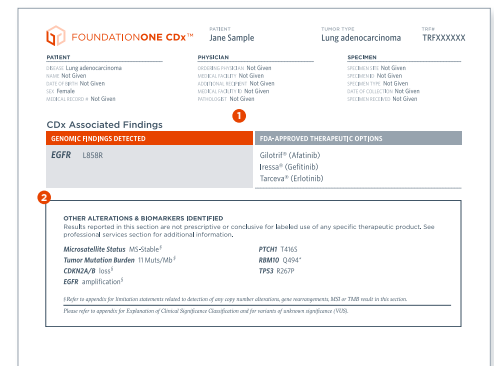 FOUNDATIONONE CDx™
PATIENT
Jane Sample
TUMOR TYPE
Lung adenocarcinoma
TRF#
TRFXXXXXX
PATIENT
DISEASE Lung adenocarcinoma
NAME Not Given
DATE OF BIRTH Not Given
SEX Female
MEDICAL RECORD # Not Given
PHYSICIAN
ORDERING PHYSICIAN Not Given
MEDICAL FACILITY Not Given
ADDITIONAL RECIPIENT Not Given
MEDICAL FACILITY ID Not Given
PATHOLOGIST Not Given
SPECIMEN
SPECIMEN SITE Not Given
SPECIMEN ID Not Given
SPECIMEN TYPE Not Given
DATE OF COLLECTION Not Given
SPECIMEN RECEIVED Not Given
1
CDx Associated Findings
GENOMIC FINDINGS DETECTED
FDA-APPROVED THERAPEUTIC OPTIONS
EGFR L858R
Gilotrif® (Afatinib)
Iressa® (Gefitinib)
Tarceva® (Erlotinib)
2
OTHER ALTERATIONS & BIOMARKERS IDENTIFIED
Results reported in this section are not prescriptive or conclusive for labeled use of any specific therapeutic product. See
professional services section for additional information.
Microsatellite Status MS-Stable§
Tumor Mutation Burden 11 Muts/Mb§
CDKN2A/B loss§
EGFR amplification§
PTCH1 T416S
RBM10 Q494*
TP53 R267P
§ Refer to appendix for limitation statements related to detection of any copy number alterations, gene rearrangements, MSI or TMB result in this section.
Please refer to appendix for Explanation of Clinical Significance Classification and for variants of unknown significance (VUS).